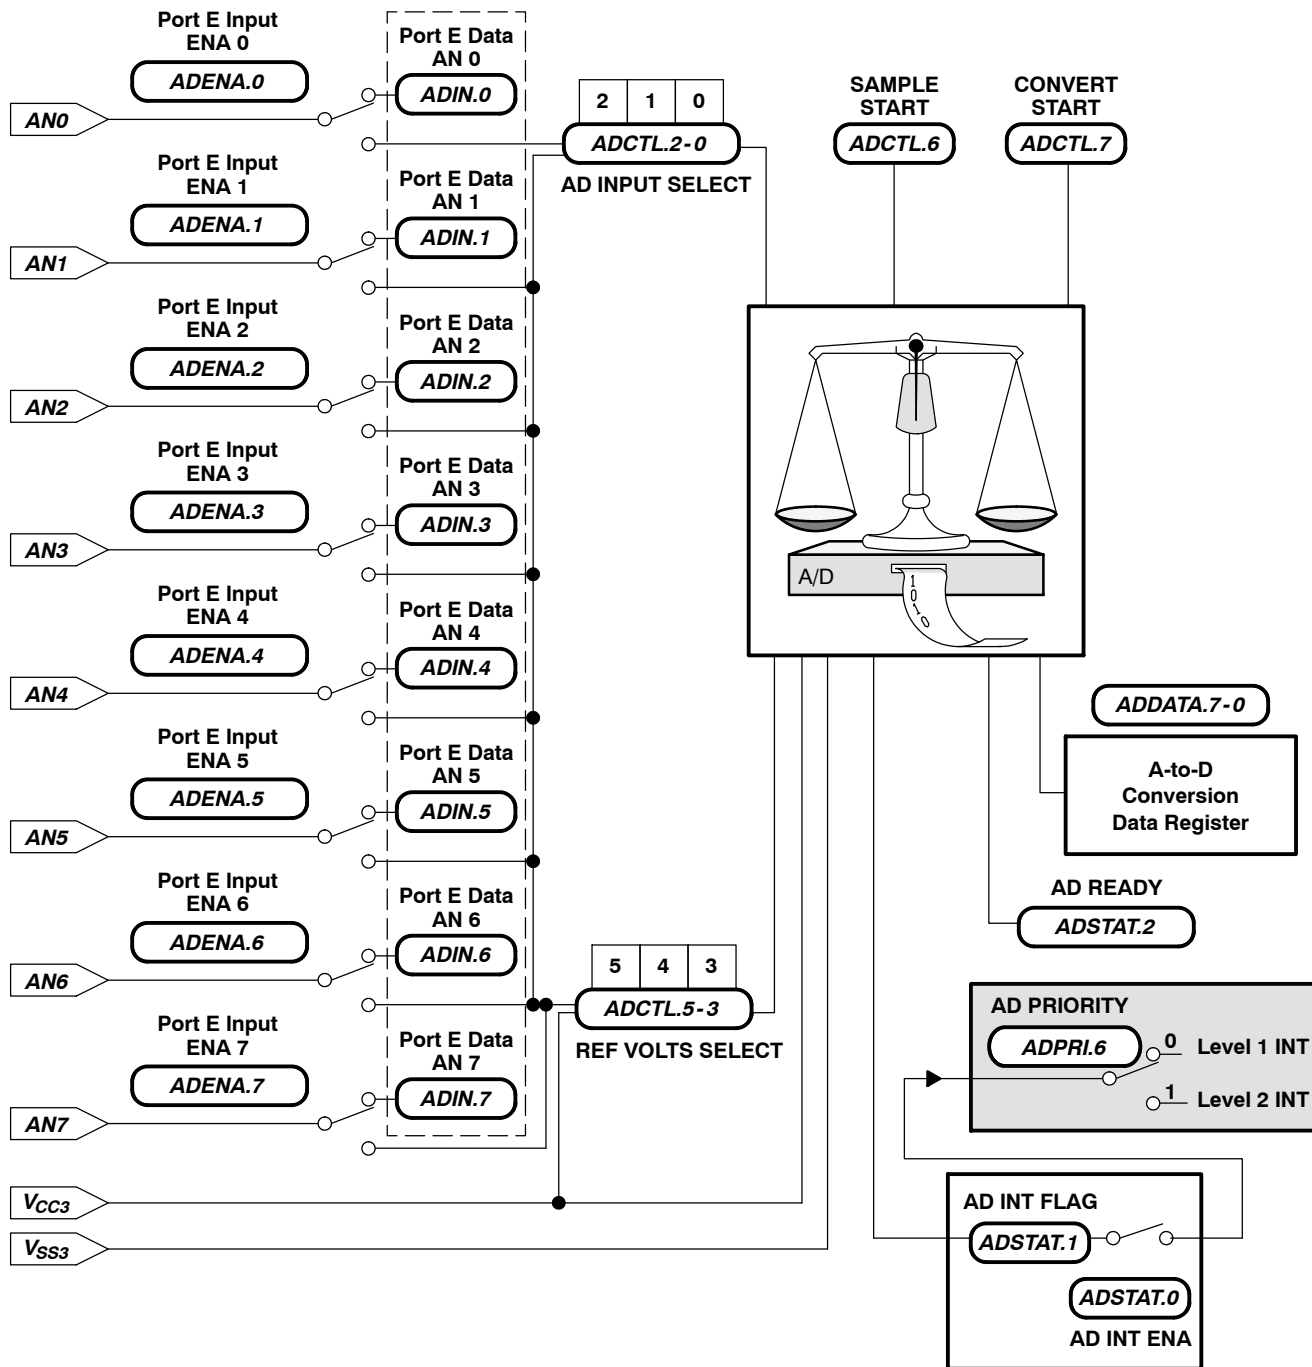 Port E Input
ENA 0
ADENA.0
AN0
Port E Data
AN 0
ADIN.0
Port E Input
ENA 1
ADENA.1
AN1
Port E Data
AN 1
ADIN.1
Port E Input
ENA 2
ADENA.2
AN2
Port E Data
AN 2
ADIN.2
Port E Input
ENA 3
ADENA.3
AN3
Port E Data
AN 3
ADIN.3
Port E Input
ENA 4
ADENA.4
AN4
Port E Data
AN 4
ADIN.4
Port E Input
ENA 5
ADENA.5
AN5
Port E Data
AN 5
ADIN.5
Port E Input
ENA 6
ADENA.6
AN6
Port E Data
AN 6
ADIN.6
Port E Input
ENA 7
ADENA.7
AN7
Port E Data
AN 7
ADIN.7
VCC3
VSS3
2 1 0
ADCTL.2-0
AD INPUT SELECT
SAMPLE
START
ADCTL.6
CONVERT
START
ADCTL.7
A/D
1
0
1
0
5 4 3
ADCTL.5-3
REF VOLTS SELECT
ADDATA.7-0
A-to-D
Conversion
Data Register
AD READY
ADSTAT.2
AD PRIORITY
ADPRI.6
0 Level 1 INT
1 Level 2 INT
AD INT FLAG
ADSTAT.1
ADSTAT.0
AD INT ENA